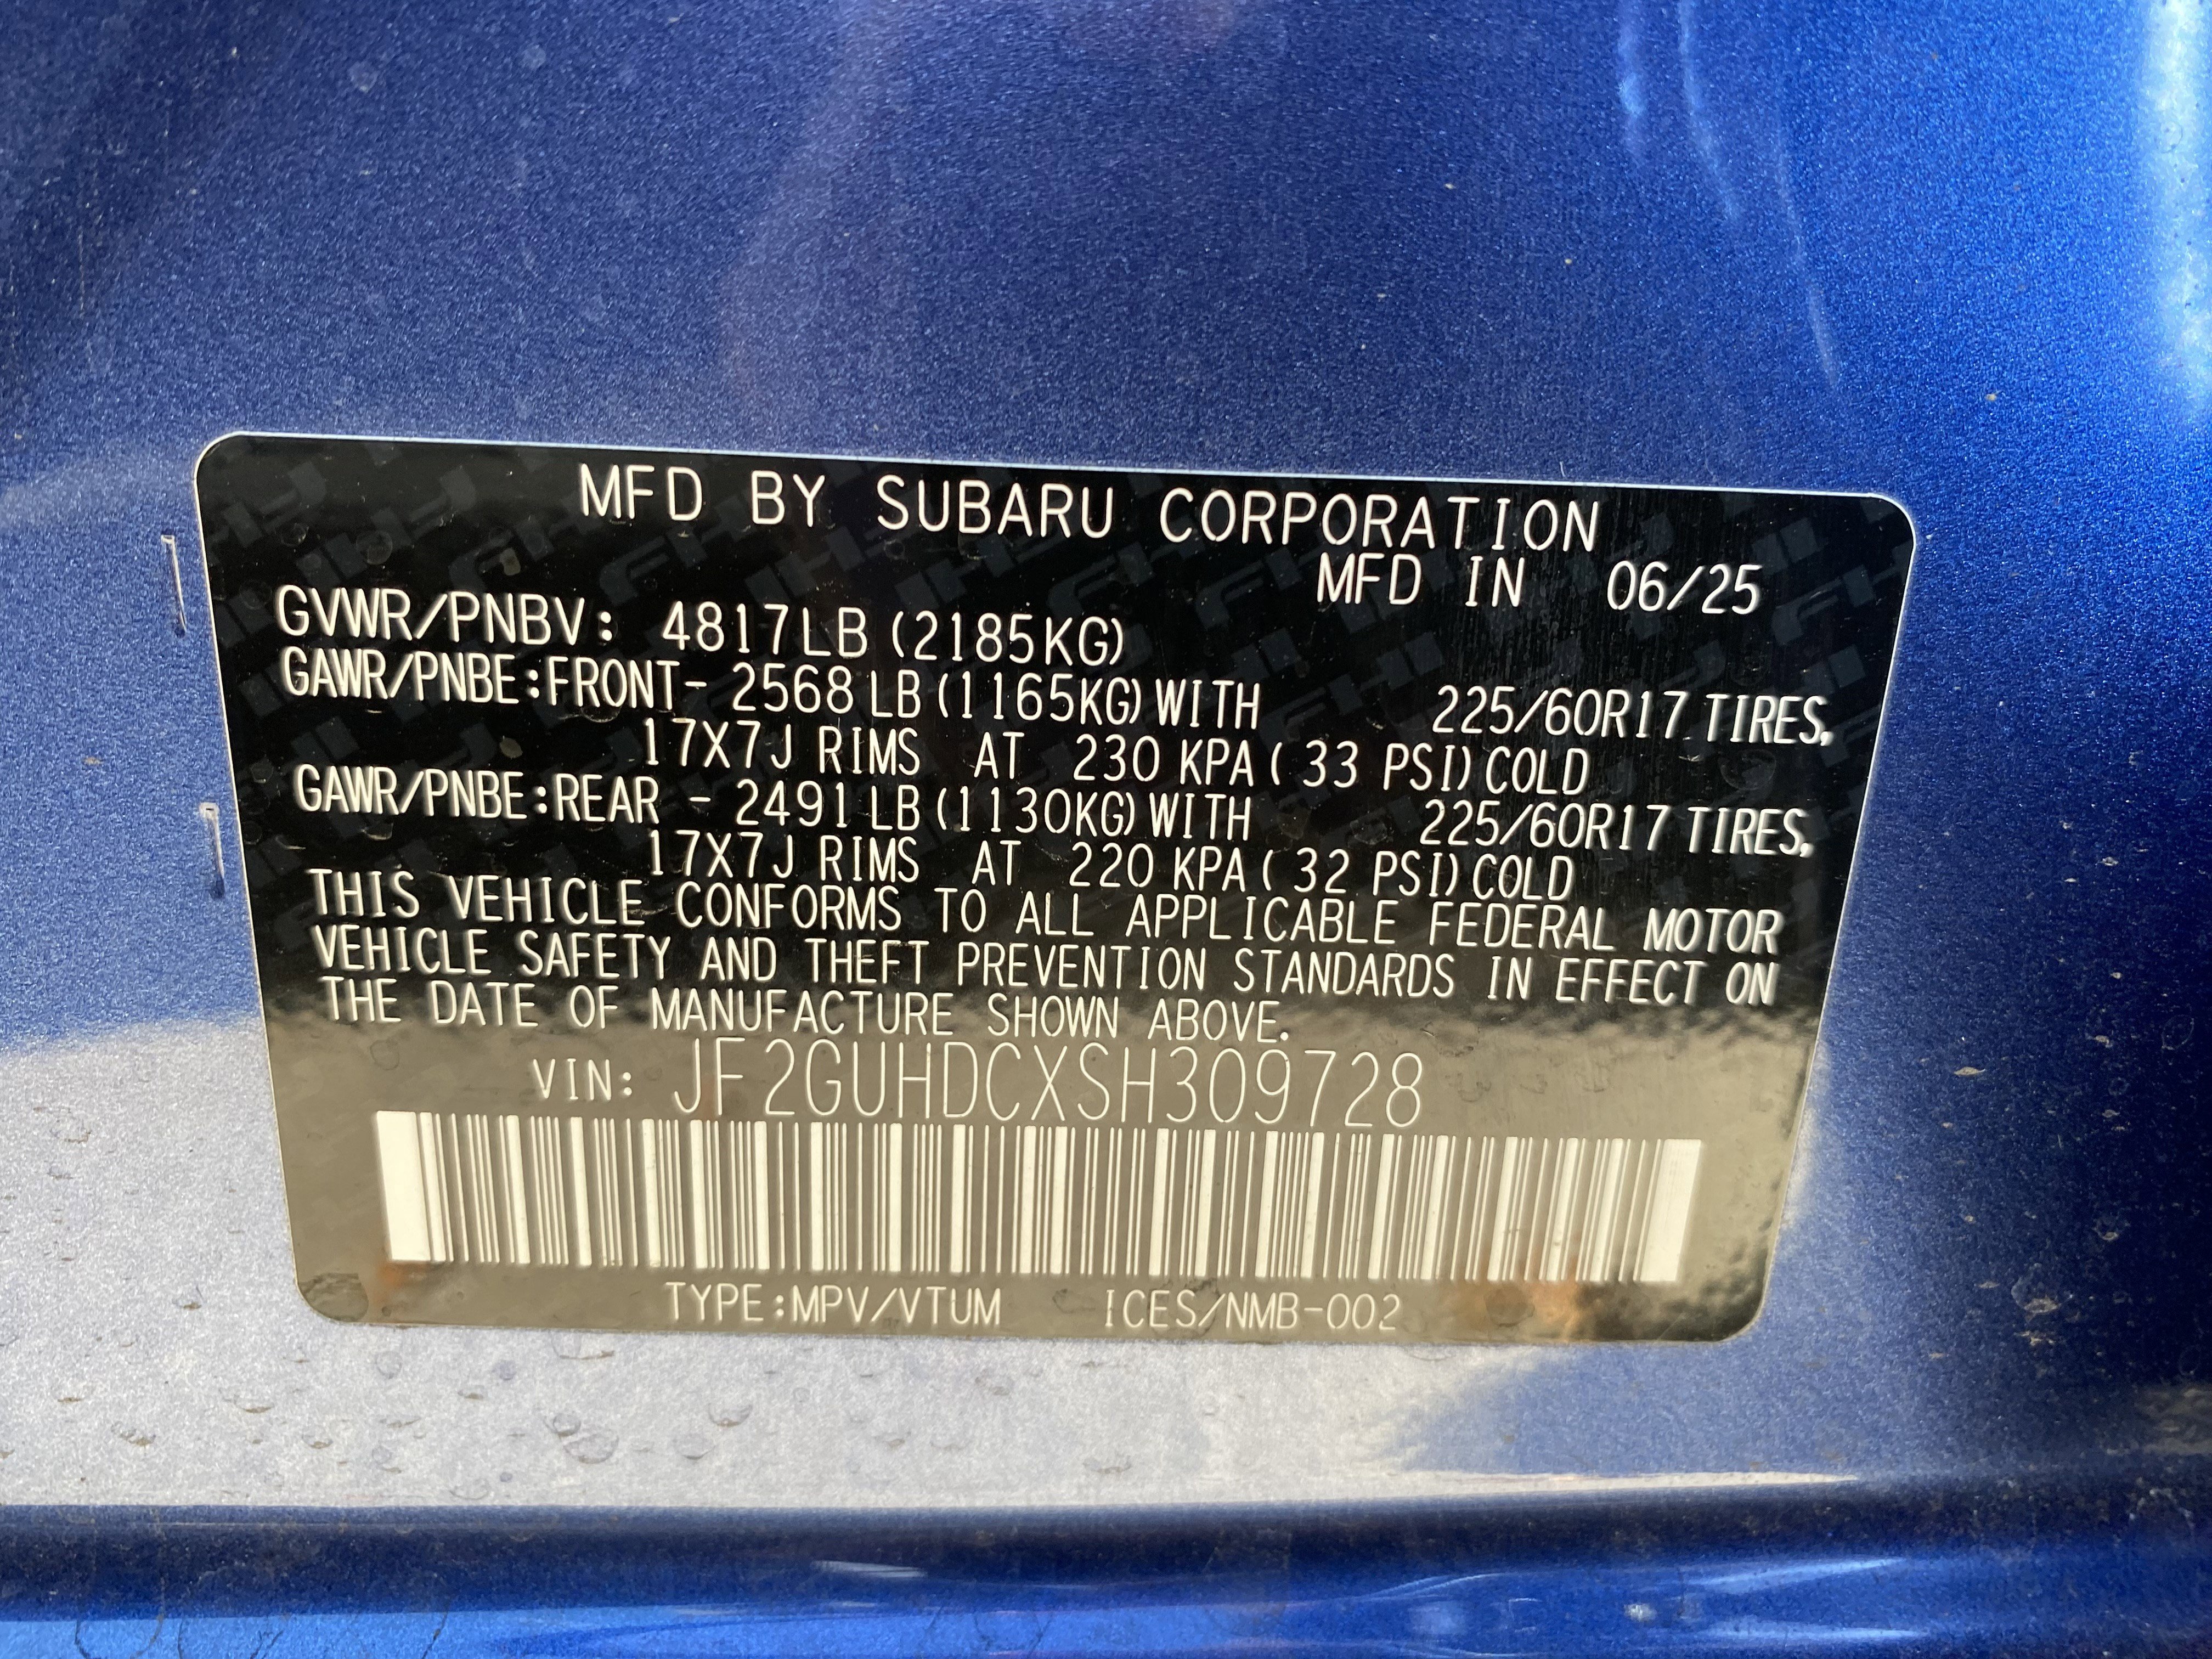 MFD BY SUBARU CORPORATION
MFD IN 06/25
GVWR/PNBV: 4817LB (2185KG)
GAWR/PNBE:FRONT- 2568 LB (1165KG) WITH 225/60R17 TIRES,
17X7J RIMS AT 230 KPA ( 33 PSI) COLD
GAWR/PNBE:REAR - 2491 LB (1130KG) WITH 225/60R17 TIRES,
17X7J RIMS AT 220 KPA ( 32 PSI) COLD
THIS VEHICLE CONFORMS TO ALL APPLICABLE FEDERAL MOTOR
VEHICLE SAFETY AND THEFT PREVENTION STANDARDS IN EFFECT ON
THE DATE OF MANUFACTURE SHOWN ABOVE.
VIN: JF2GUHDCXSH309728
TYPE:MPV/VTUM ICES/NMB-002